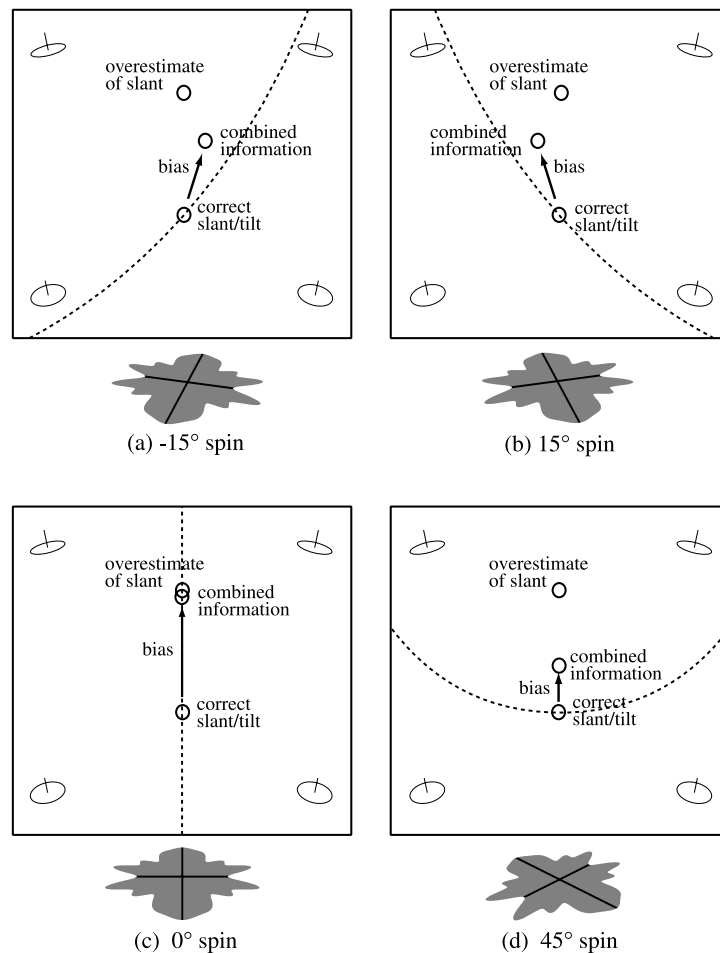 overestimate
of slant
combined
information
bias
correct
slant/tilt
(a) -15° spin
overestimate
of slant
combined
information
bias
correct
slant/tilt
(b) 15° spin
overestimate
of slant
combined
information
bias
correct
slant/tilt
(c) 0° spin
overestimate
of slant
combined
information
bias
correct
slant/tilt
(d) 45° spin